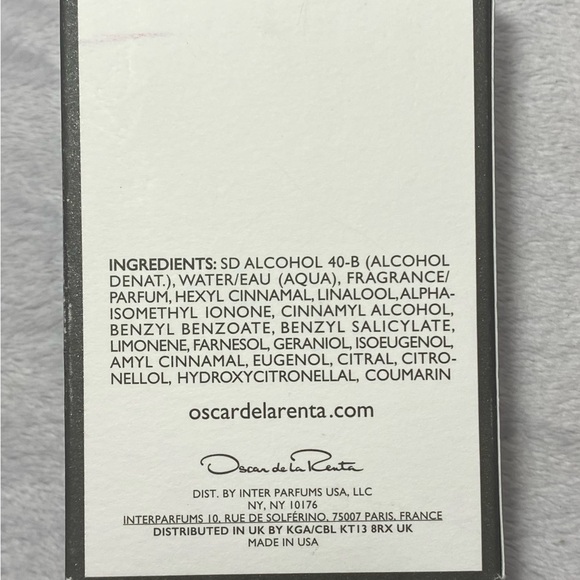 INGREDIENTS: SD ALCOHOL 40-B (ALCOHOL
DENAT.), WATER/EAU (AQUA), FRAGRANCE/
PARFUM, HEXYL CINNAMAL, LINALOOL, ALPHA-
ISOMETHYL IONONE, CINNAMYL ALCOHOL,
BENZYL BENZOATE, BENZYL SALICYLATE,
LIMONENE, FARNESOL, GERANIOL, ISOEUGENOL,
AMYL CINNAMAL, EUGENOL, CITRAL, CITRO-
NELLOL, HYDROXYCITRONELLAL, COUMARIN
oscardelarenta.com
Oscar de la Renta
DIST. BY INTER PARFUMS USA, LLC
NY, NY 10176
INTERPARFUMS 10, RUE DE SOLFÉRINO, 75007 PARIS, FRANCE
DISTRIBUTED IN UK BY KGA/CBL KT13 8RX UK
MADE IN USA